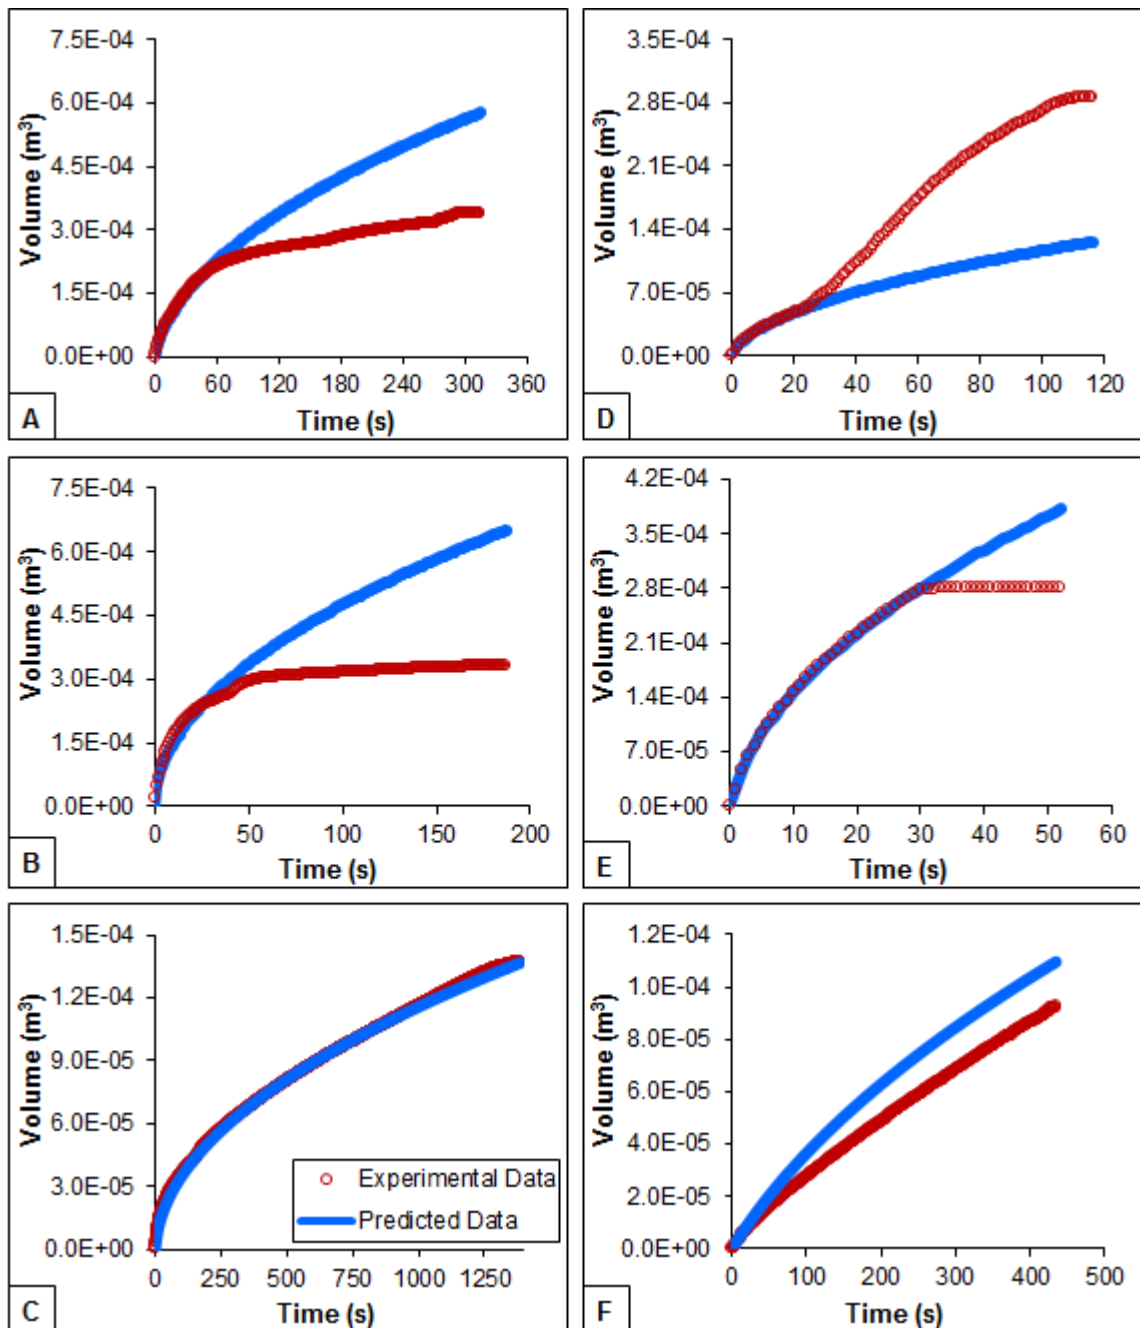 7.5E-04
6.0E-04
4.5E-04
3.0E-04
1.5E-04
0.0E+00
Volume (m³)
0 60 120 180 240 300 360
Time (s)
A
3.5E-04
2.8E-04
2.1E-04
1.4E-04
7.0E-05
0.0E+00
Volume (m³)
0 20 40 60 80 100 120
Time (s)
D
7.5E-04
6.0E-04
4.5E-04
3.0E-04
1.5E-04
0.0E+00
Volume (m³)
0 50 100 150 200
Time (s)
B
4.2E-04
3.5E-04
2.8E-04
2.1E-04
1.4E-04
7.0E-05
0.0E+00
Volume (m³)
0 10 20 30 40 50 60
Time (s)
E
1.5E-04
1.2E-04
9.0E-05
6.0E-05
3.0E-05
0.0E+00
Volume (m³)
Experimental Data
Predicted Data
0 250 500 750 1000 1250
Time (s)
C
1.2E-04
1.0E-04
8.0E-05
6.0E-05
4.0E-05
2.0E-05
0.0E+00
Volume (m³)
0 100 200 300 400 500
Time (s)
F